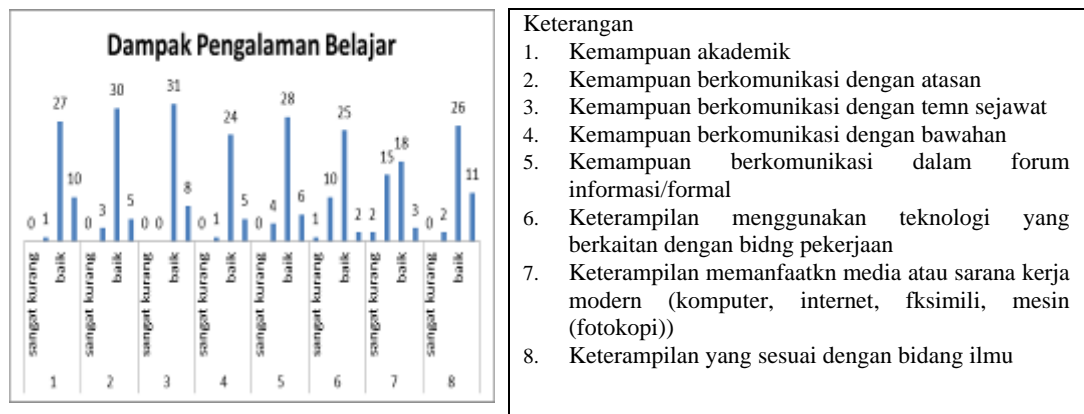 Dampak Pengalaman Belajar
0 1 27 10 0 3 30 5 0 0 31 8 0 1 24 5 0 4 28 6 1 10 25 2 2 15 18 3 0 2 26 11
sangat kurang baik sangat kurang baik sangat kurang baik sangat kurang baik sangat kurang baik sangat kurang baik sangat kurang baik sangat kurang baik
1 2 3 4 5 6 7 8
Keterangan
1. Kemampuan akademik
2. Kemampuan berkomunikasi dengan atasan
3. Kemampuan berkomunikasi dengan temn sejawat
4. Kemampuan berkomunikasi dengan bawahan
5. Kemampuan berkomunikasi dalam forum
informasi/formal
6. Keterampilan menggunakan teknologi yang
berkaitan dengan bidng pekerjaan
7. Keterampilan memanfaatkn media atau sarana kerja
modern (komputer, internet, fksimili, mesin
(fotokopi))
8. Keterampilan yang sesuai dengan bidang ilmu